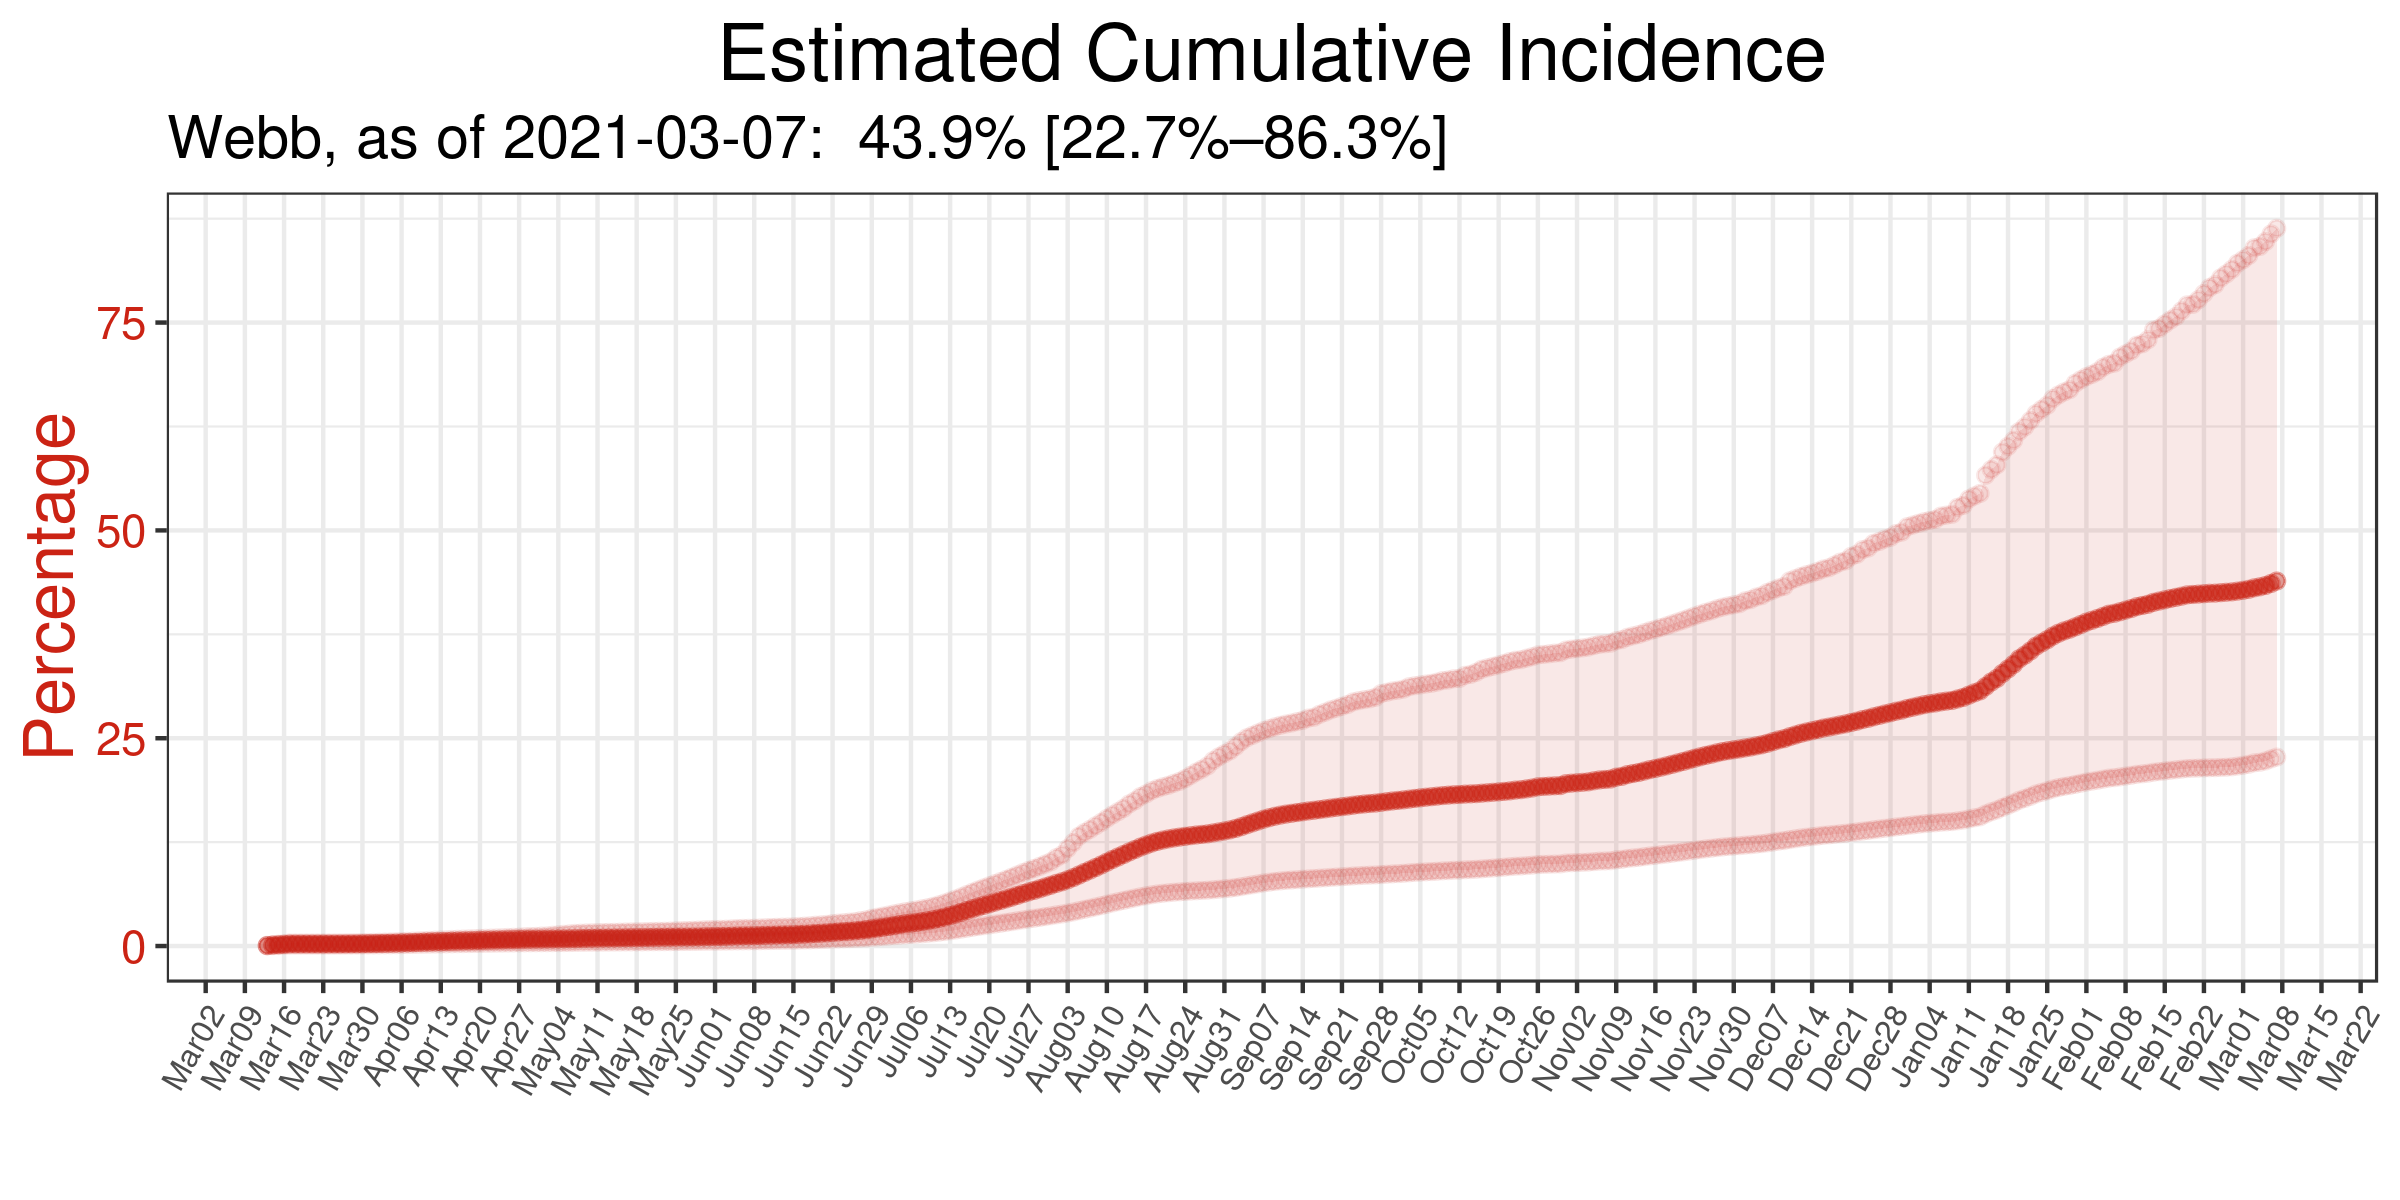 Estimated Cumulative Incidence
Webb, as of 2021-03-07:  43.9% [22.7%–86.3%]
Percentage
75
50
25
0
Mar02
Mar09
Mar16
Mar23
Mar30
Apr06
Apr13
Apr20
Apr27
May04
May11
May18
May25
Jun01
Jun08
Jun15
Jun22
Jun29
Jul06
Jul13
Jul20
Jul27
Aug03
Aug10
Aug17
Aug24
Aug31
Sep07
Sep14
Sep21
Sep28
Oct05
Oct12
Oct19
Oct26
Nov02
Nov09
Nov16
Nov23
Nov30
Dec07
Dec14
Dec21
Dec28
Jan04
Jan11
Jan18
Jan25
Feb01
Feb08
Feb15
Feb22
Mar01
Mar08
Mar15
Mar22